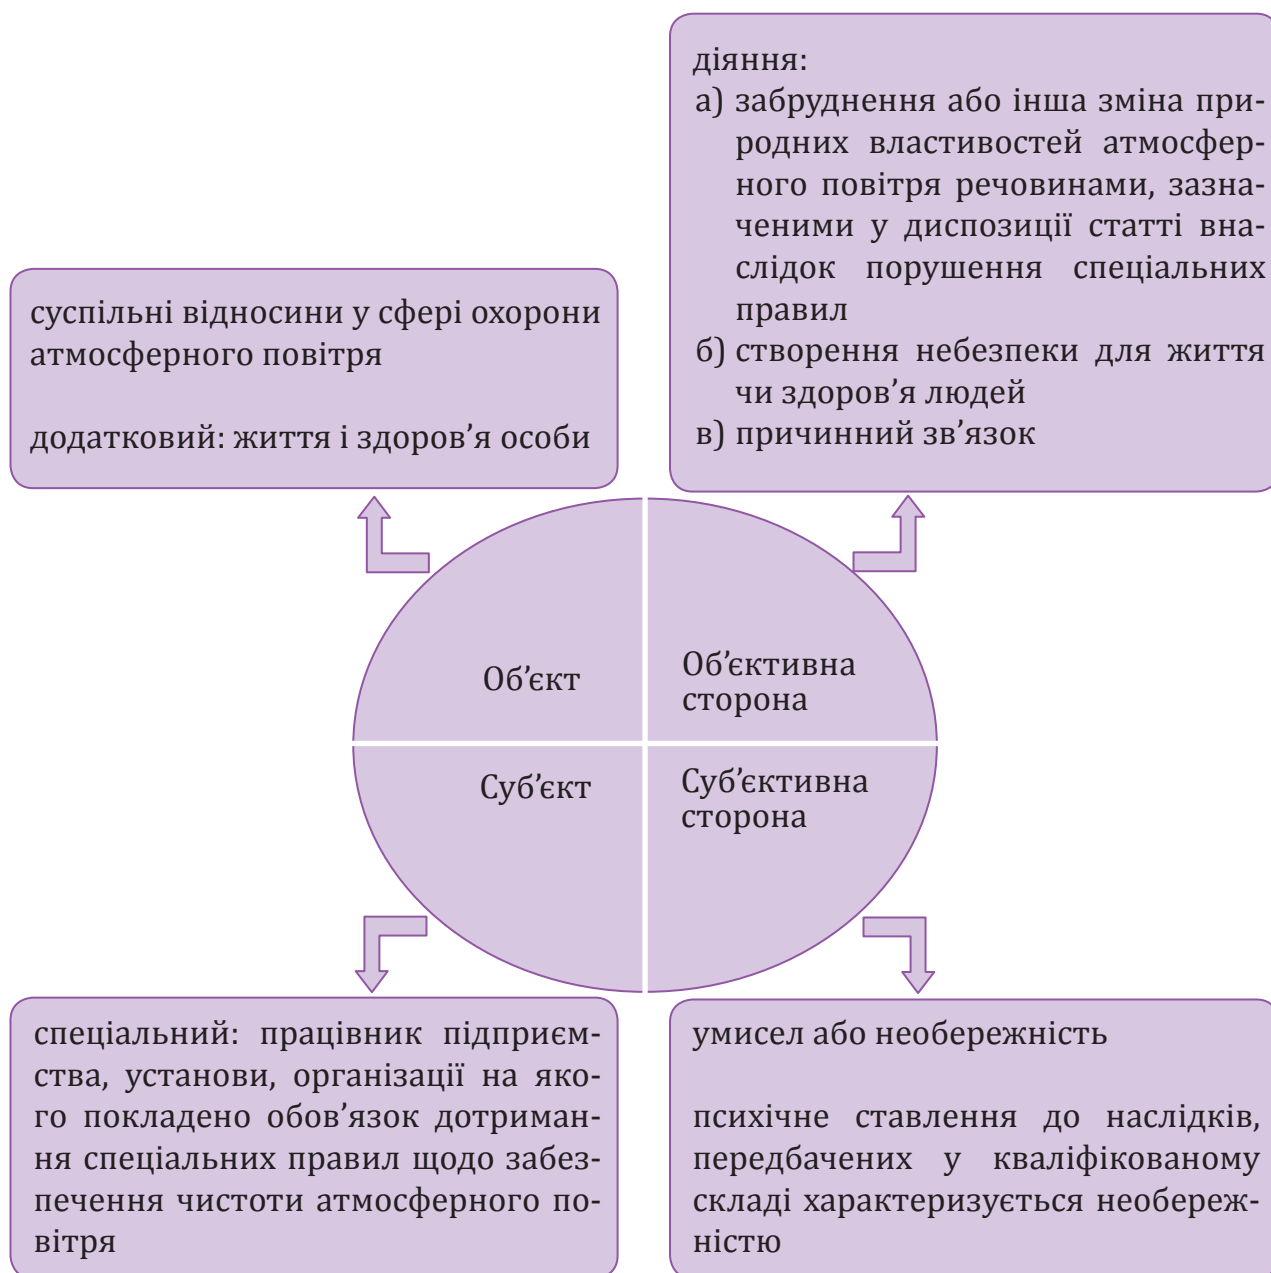 діяння:
а) забруднення або інша зміна при-
родних властивостей атмосфер-
ного повітря речовинами, зазна-
ченими у диспозиції статті вна-
слідок порушення спеціальних
правил
б) створення небезпеки для життя
чи здоров’я людей
в) причинний зв’язок
суспільні відносини у сфері охорони
атмосферного повітря
додатковий: життя і здоров’я особи
Об’єкт
Об’єктивна
сторона
Суб’єкт
Суб’єктивна
сторона
спеціальний: працівник підприєм-
ства, установи, організації на яко-
го покладено обов’язок дотриман-
ня спеціальних правил щодо забез-
печення чистоти атмосферного по-
вітря
умисел або необережність
психічне ставлення до наслідків,
передбачених у кваліфікованому
складі характеризується необереж-
ністю